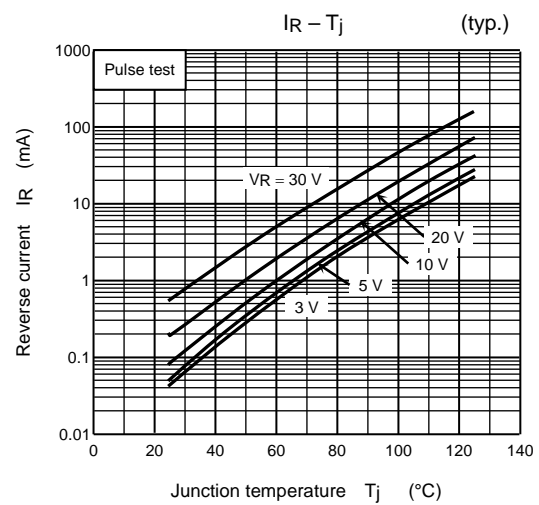 IR – Tj (typ.)
1000
Pulse test
100
VR = 30 V
10
20 V
10 V
1
5 V
3 V
0.1
0.01
0 20 40 60 80 100 120 140
Reverse current IR (mA)
Junction temperature Tj (°C)